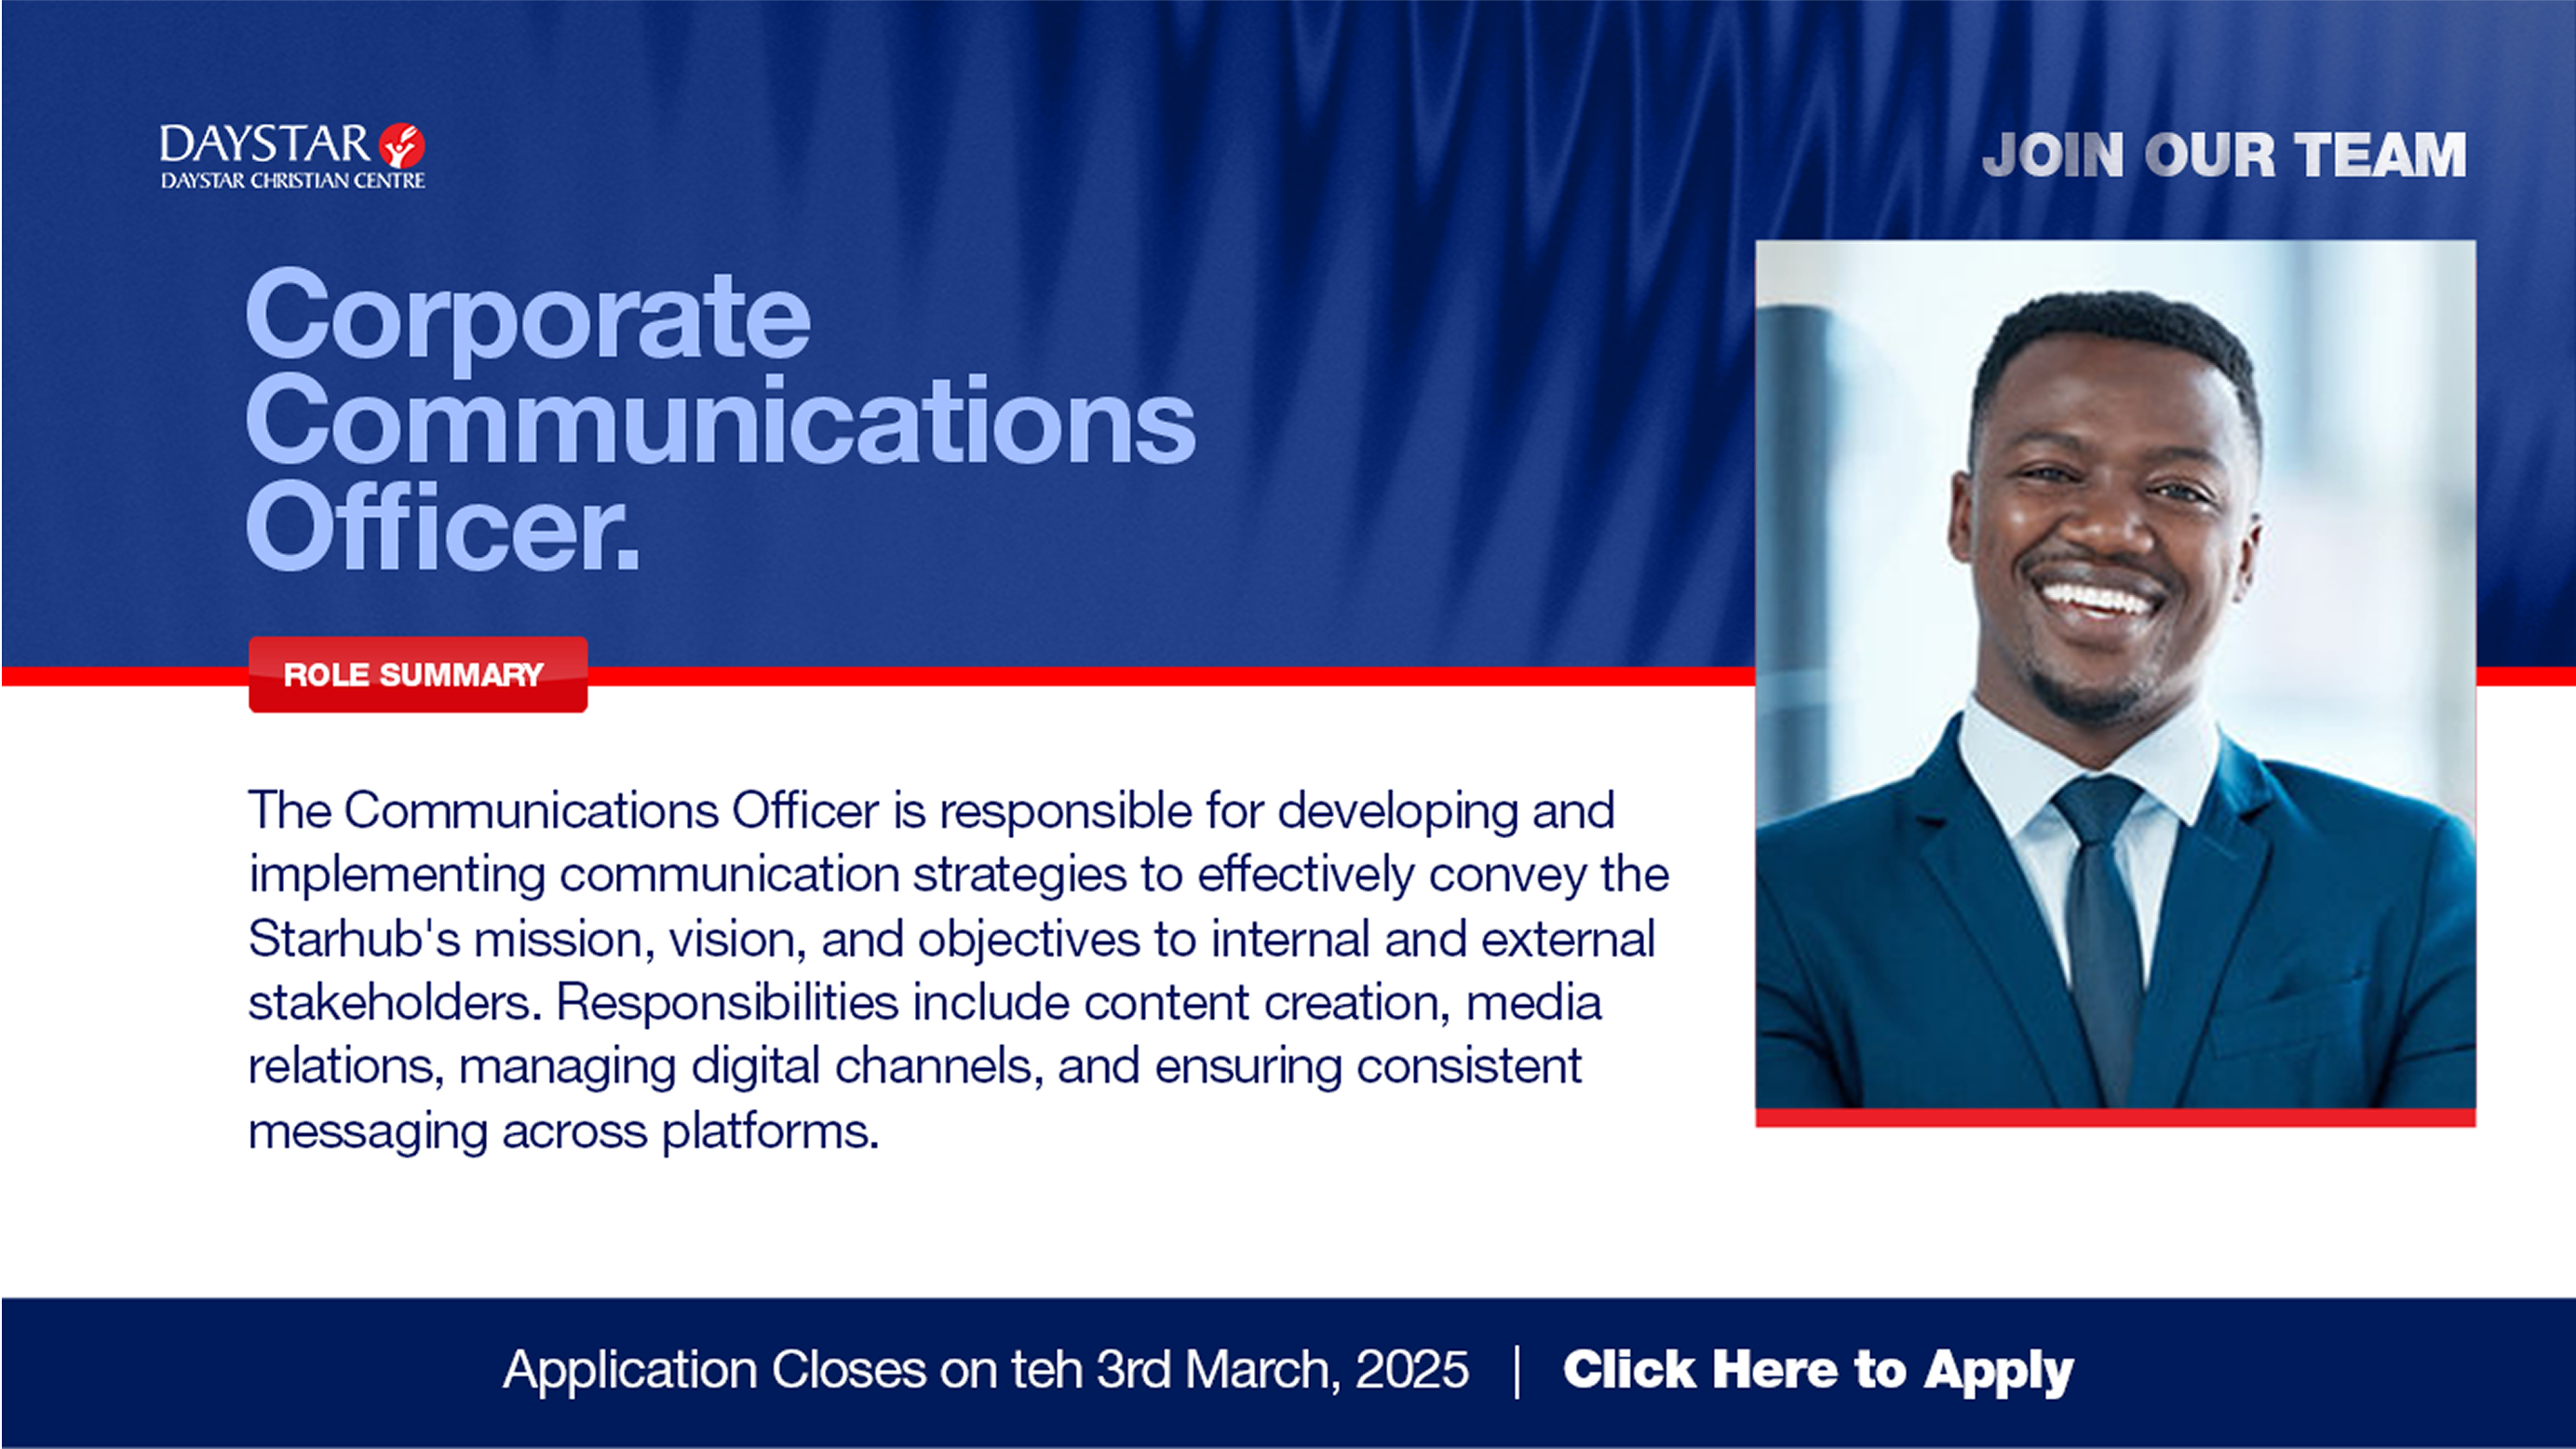 DAYSTAR
DAYSTAR CHRISTIAN CENTRE
JOIN OUR TEAM
Corporate
Communications
Officer.
ROLE SUMMARY
The Communications Officer is responsible for developing and
implementing communication strategies to effectively convey the
Starhub's mission, vision, and objectives to internal and external
stakeholders. Responsibilities include content creation, media
relations, managing digital channels, and ensuring consistent
messaging across platforms.
Application Closes on teh 3rd March, 2025 | Click Here to Apply